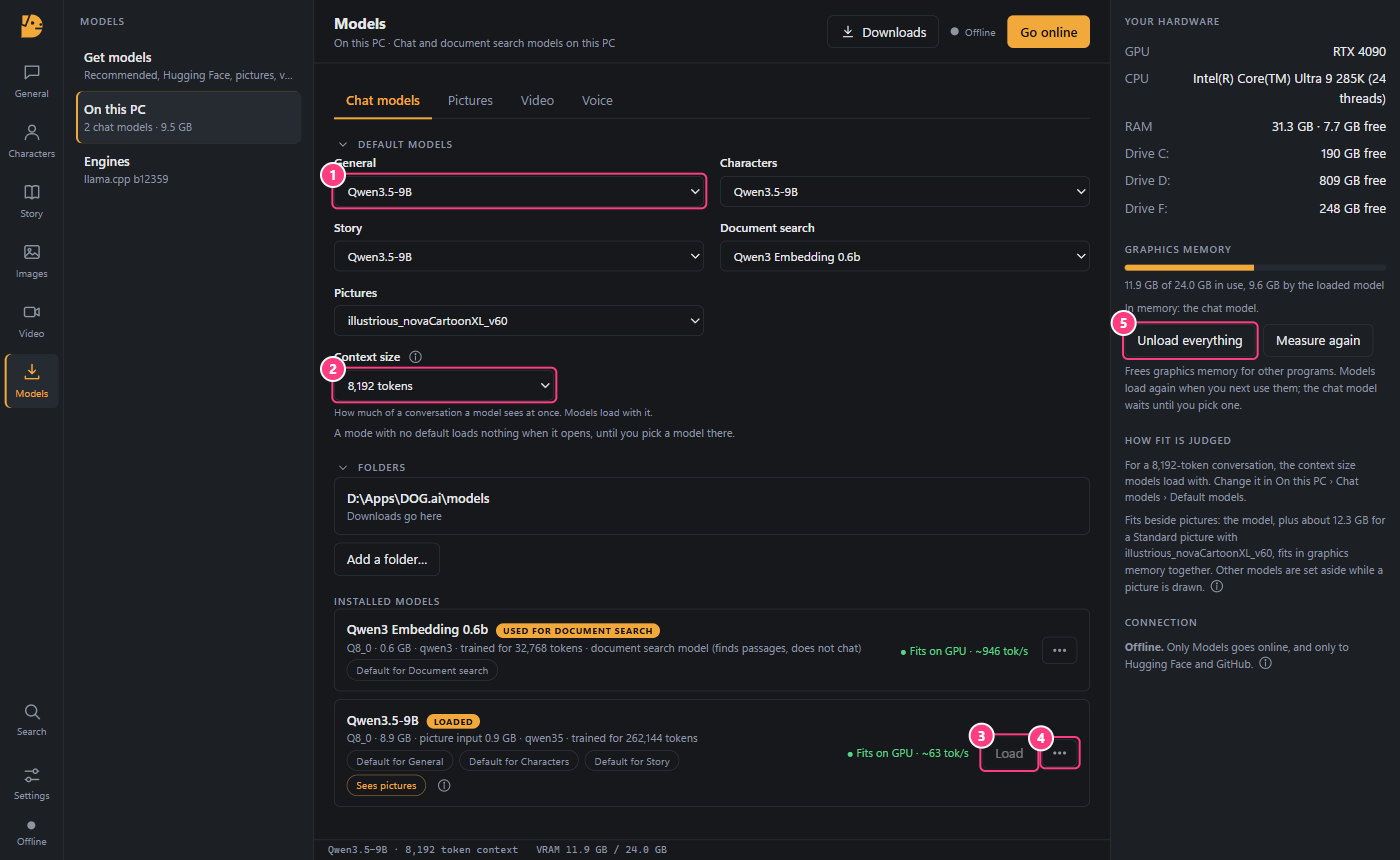 MODELS
Get models
Recommended, Hugging Face, pictures, v...
On this PC
2 chat models · 9.5 GB
Engines
llama.cpp b12359
General
Characters
Story
Images
Video
Models
Search
Settings
Offline
Models
On this PC · Chat and document search models on this PC
Downloads
Offline
Go online
Chat models
Pictures
Video
Voice
DEFAULT MODELS
General
1
Qwen3.5-9B
Characters
Qwen3.5-9B
Story
Qwen3.5-9B
Document search
Qwen3 Embedding 0.6b
Pictures
illustrious_novaCartoonXL_v60
Context size
2
8,192 tokens
How much of a conversation a model sees at once. Models load with it.
A mode with no default loads nothing when it opens, until you pick a model there.
FOLDERS
D:\Apps\DOG.ai\models
Downloads go here
Add a folder...
INSTALLED MODELS
Qwen3 Embedding 0.6b USED FOR DOCUMENT SEARCH
Q8_0 · 0.6 GB · qwen3 · trained for 32,768 tokens · document search model (finds passages, does not chat)
Default for Document search
Fits on GPU · ~946 tok/s
Qwen3.5-9B LOADED
Q8_0 · 8.9 GB · picture input 0.9 GB · qwen35 · trained for 262,144 tokens
Default for General
Default for Characters
Default for Story
Sees pictures
Fits on GPU · ~63 tok/s
3
Load
4
Qwen3.5-9B · 8,192 token context VRAM 11.9 GB / 24.0 GB
YOUR HARDWARE
GPU RTX 4090
CPU Intel(R) Core(TM) Ultra 9 285K (24
threads)
RAM 31.3 GB · 7.7 GB free
Drive C: 190 GB free
Drive D: 809 GB free
Drive F: 248 GB free
GRAPHICS MEMORY
11.9 GB of 24.0 GB in use, 9.6 GB by the loaded model
In memory: the chat model.
5
Unload everything
Measure again
Frees graphics memory for other programs. Models
load again when you next use them; the chat model
waits until you pick one.
HOW FIT IS JUDGED
For a 8,192-token conversation, the context size
models load with. Change it in On this PC › Chat
models › Default models.
Fits beside pictures: the model, plus about 12.3 GB for
a Standard picture with
illustrious_novaCartoonXL_v60, fits in graphics
memory together. Other models are set aside while a
picture is drawn.
CONNECTION
Offline. Only Models goes online, and only to
Hugging Face and GitHub.